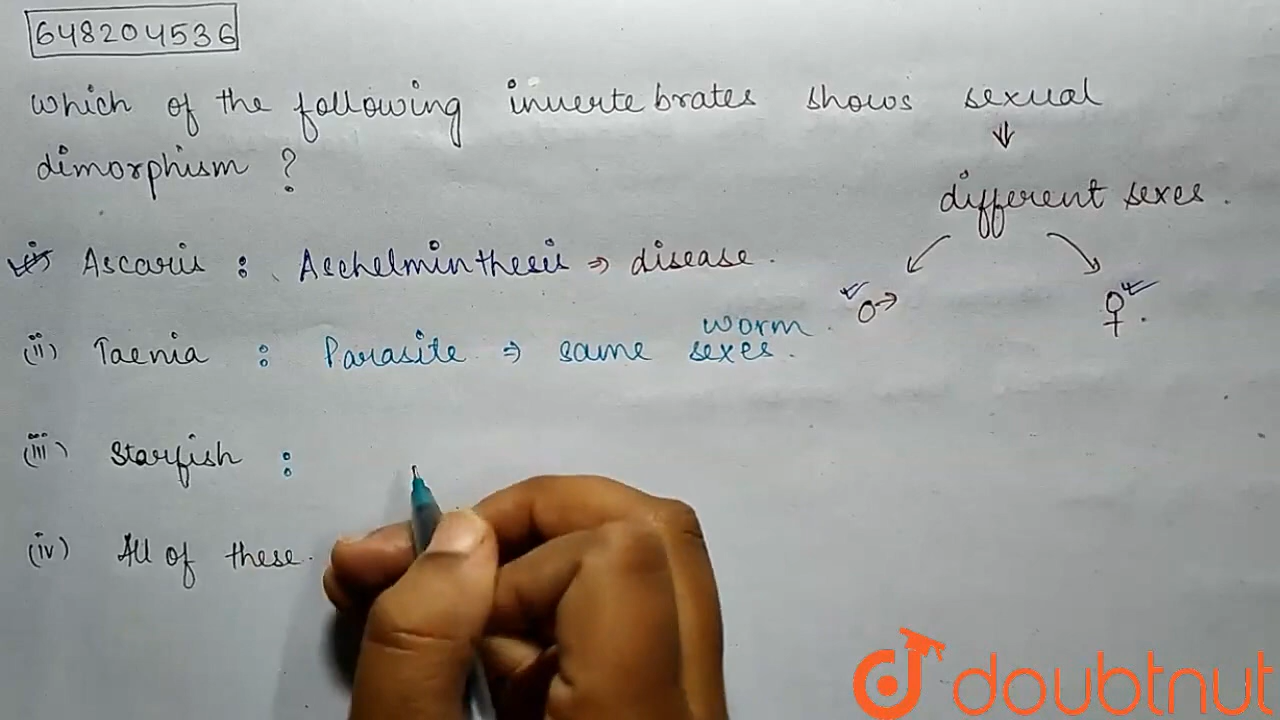 648204536
Which of the following invertebrates shows sexual
dimorphism ?
different sexes.
(i) Ascaris : Aschelminthesis ⇒ disease.
♂ ♀.
(ii) Taenia : Parasite ⇒ same sexes.
worm.
(iii) Starfish :
(iv) All of these.
doubtnut